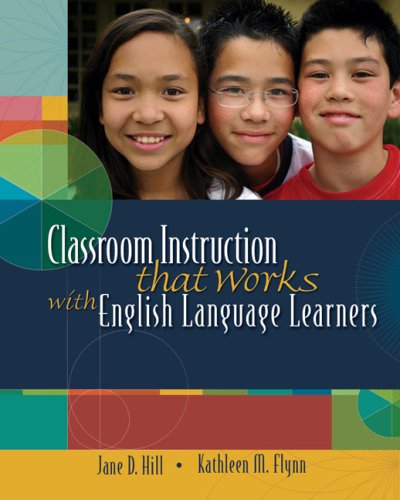 Classroom Instruction
that works
with English Language Learners
Jane D. Hill • Kathleen M. Flynn